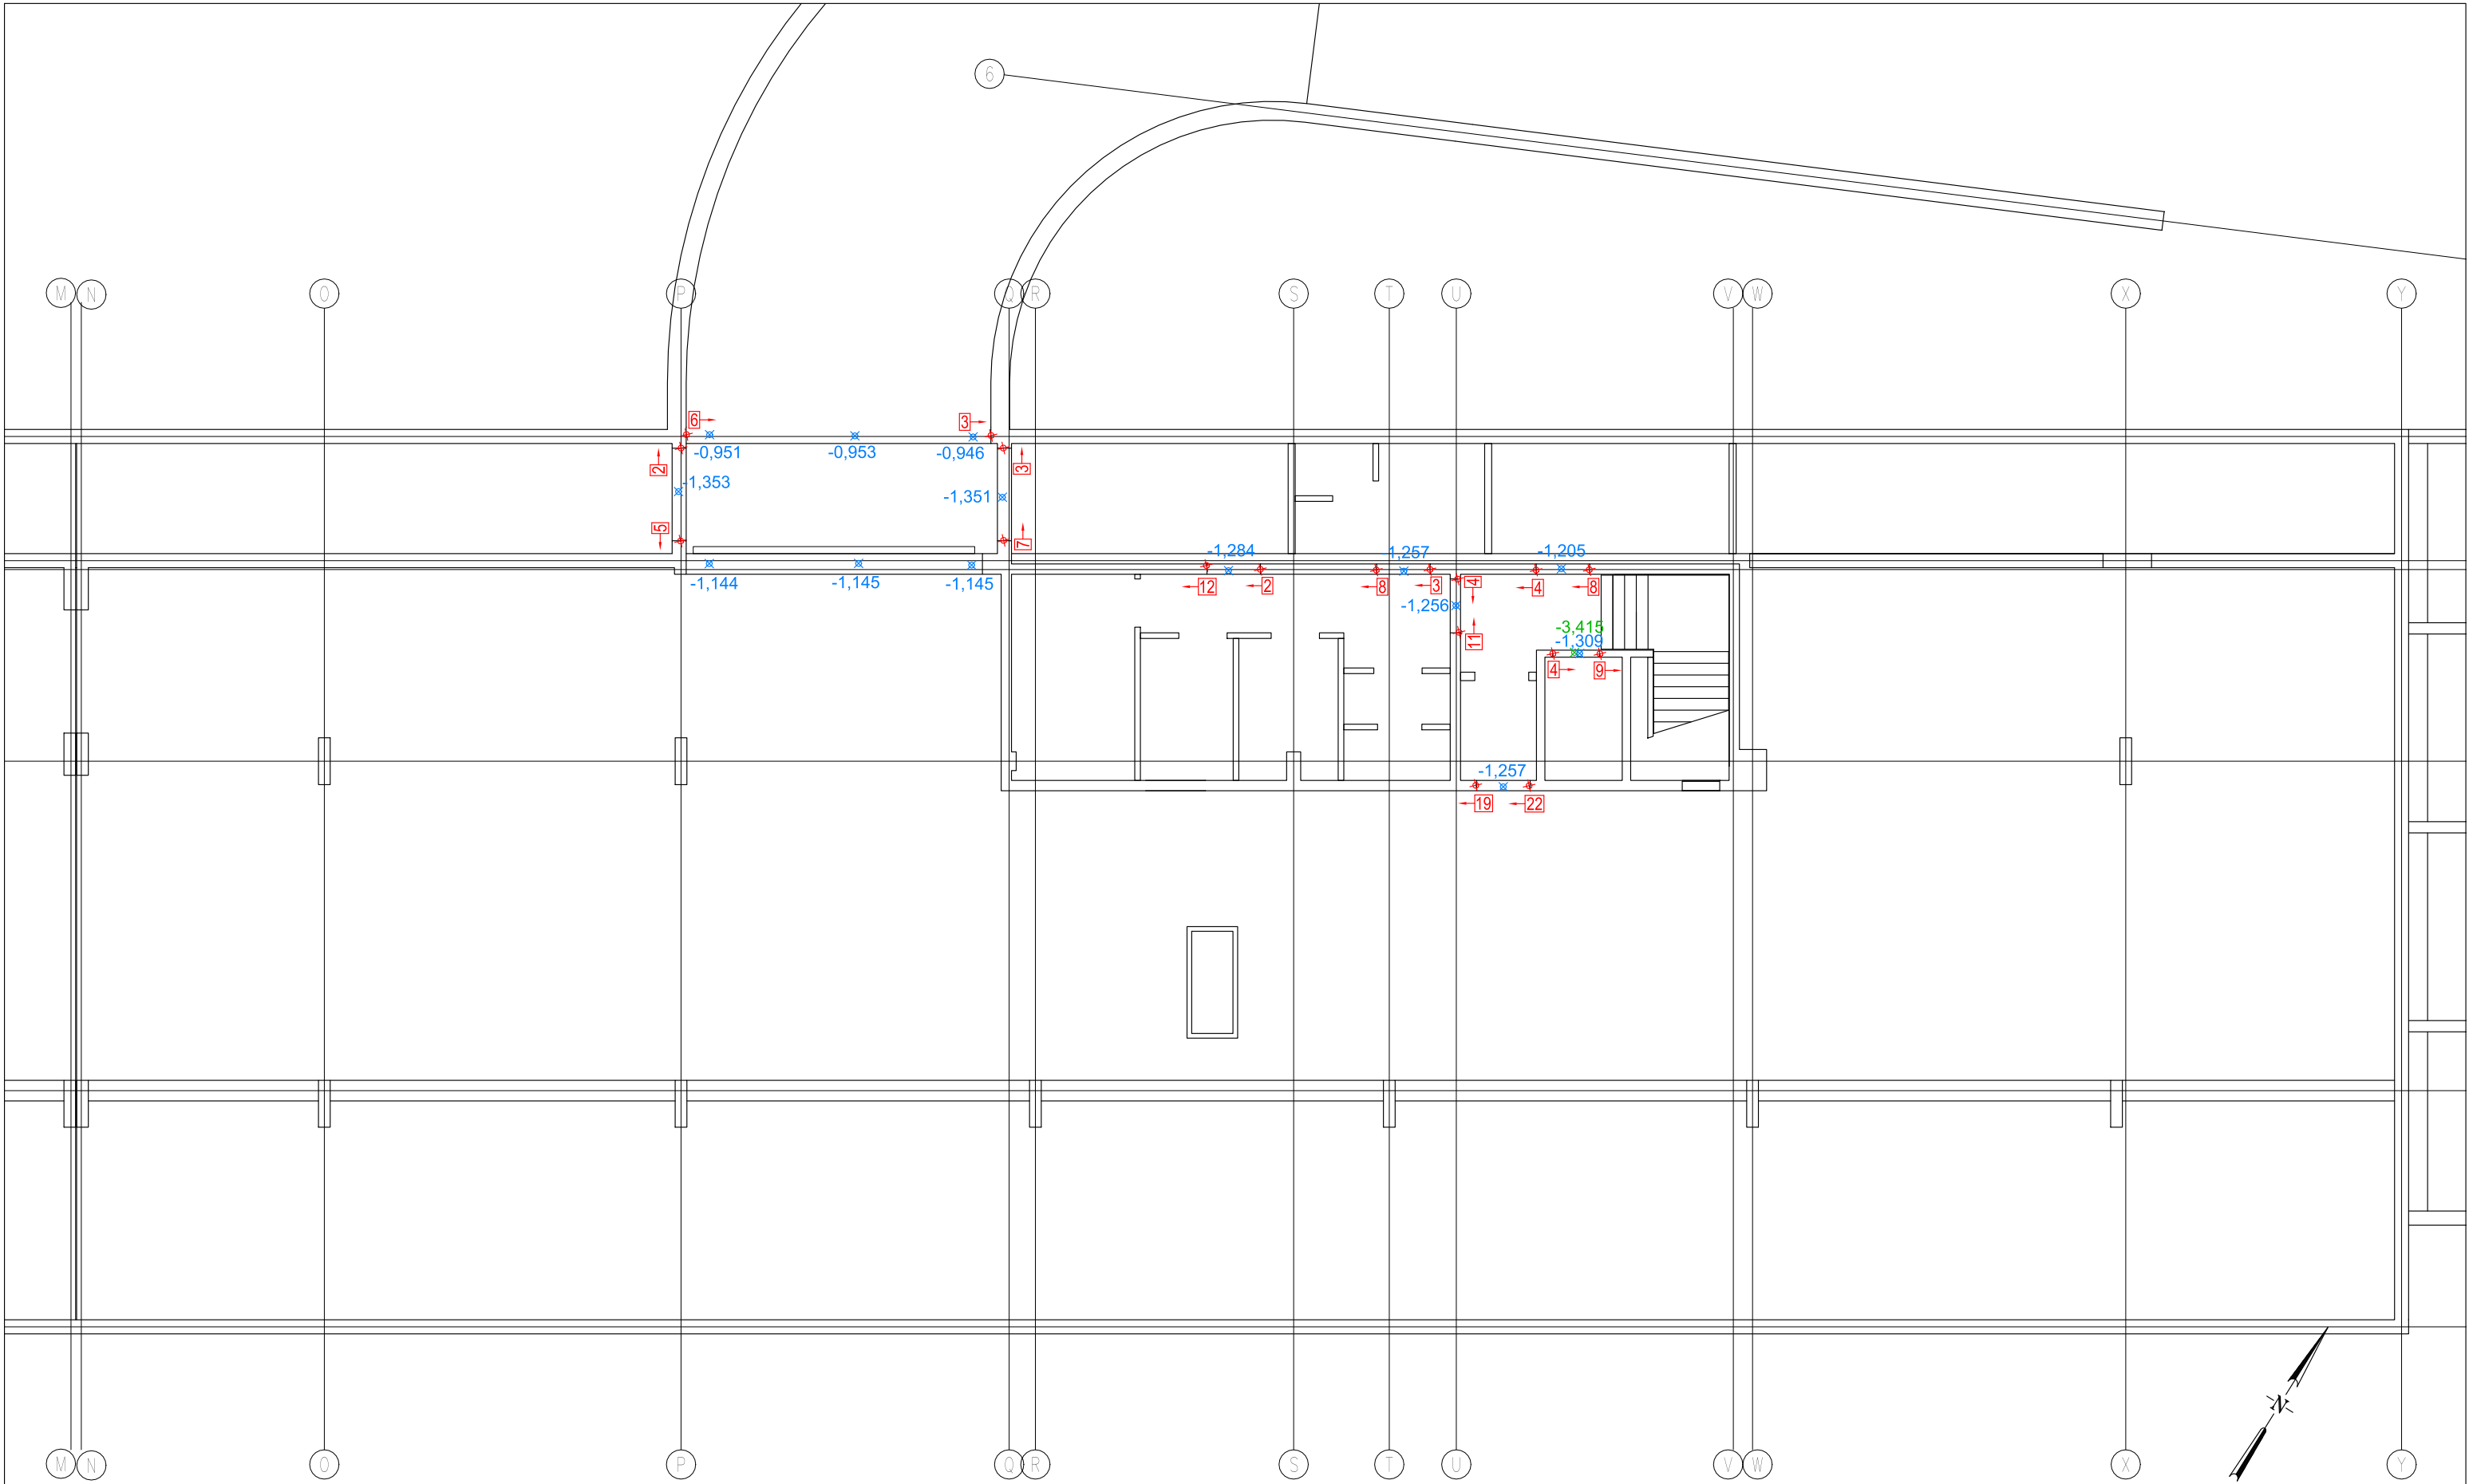 6
M N O P Q R S T U V W X Y
6 3
-0,951 -0,953 -0,946
2 3
-1,353 -1,351
5 7
-1,284 -1,257 -1,205
-1,144 -1,145 -1,145
12 2 8 3 4 4 8
-1,256
11
-3,415
-1,309
4 9
-1,257
19 22
N
M N O P Q R S T U V W X Y